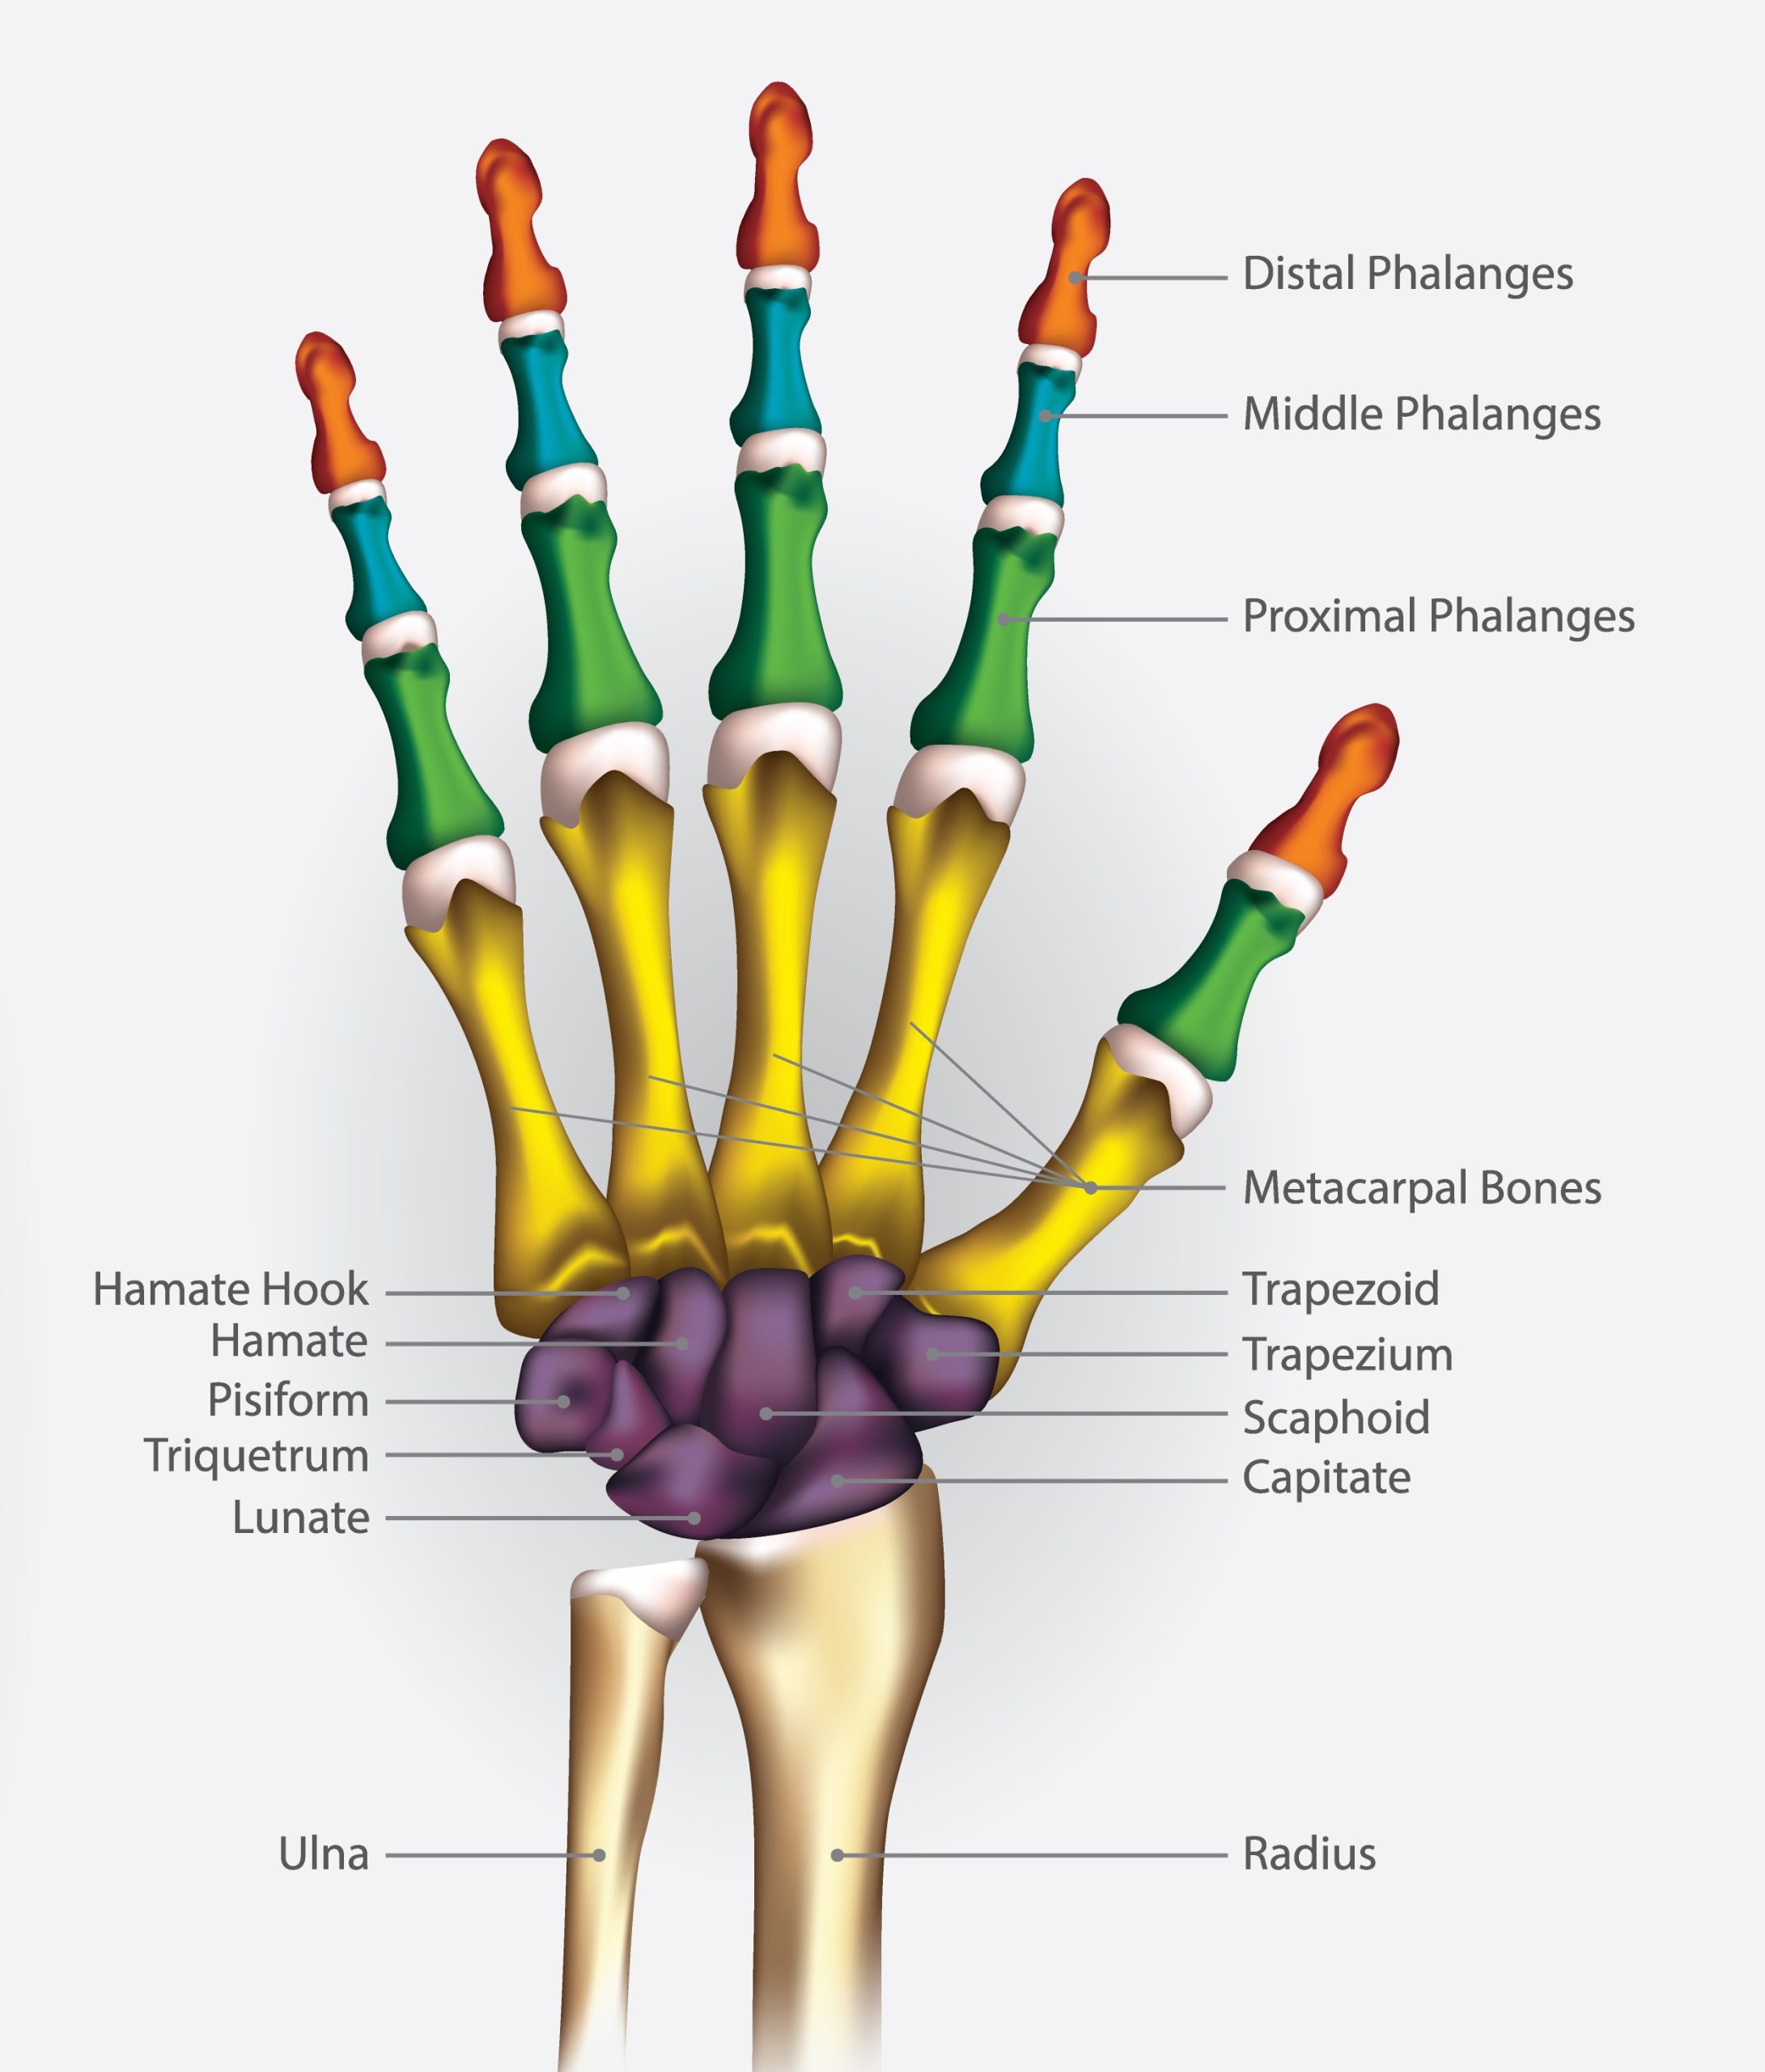 Distal Phalanges
Middle Phalanges
Proximal Phalanges
Metacarpal Bones
Hamate Hook
Hamate
Pisiform
Triquetrum
Lunate
Trapezoid
Trapezium
Scaphoid
Capitate
Ulna
Radius